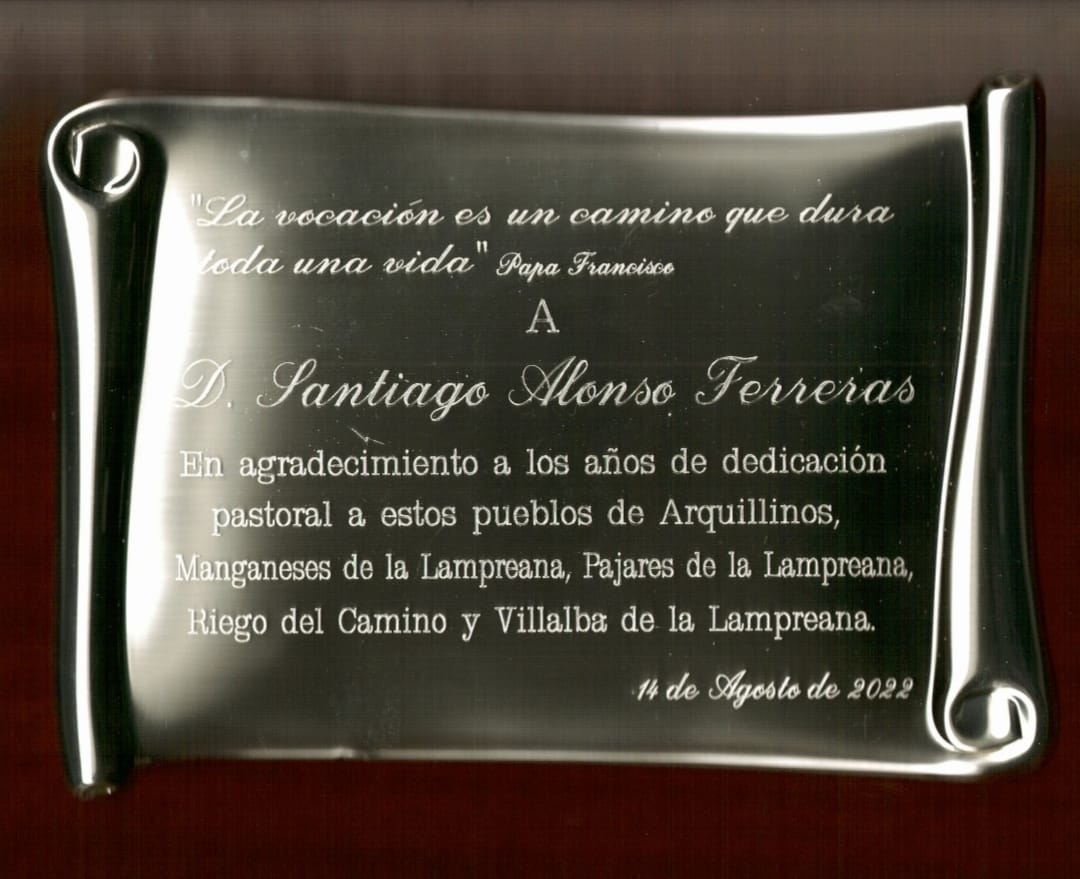 "La vocación es un camino que dura
toda una vida" Papa Francisco
A
D. Santiago Alonso Ferreras
En agradecimiento a los años de dedicación
pastoral a estos pueblos de Arquillinos,
Manganeses de la Lampreana, Pajares de la Lampreana,
Riego del Camino y Villalba de la Lampreana.
14 de Agosto de 2022